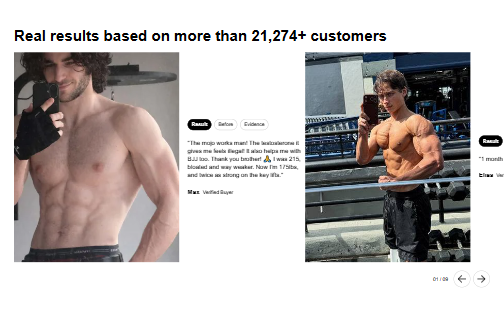 Real results based on more than 21,274+ customers
Result
Before
Evidence
"The mojo works man! The testosterone it
gives me feels illegal! It also helps me with
BJJ too. Thank you brother! 🙏 I was 215,
bloated and way weaker. Now I'm 175lbs,
and twice as strong on the key lifts."
Max Verified Buyer
Result
"1 month
Elias Ver
01 / 09